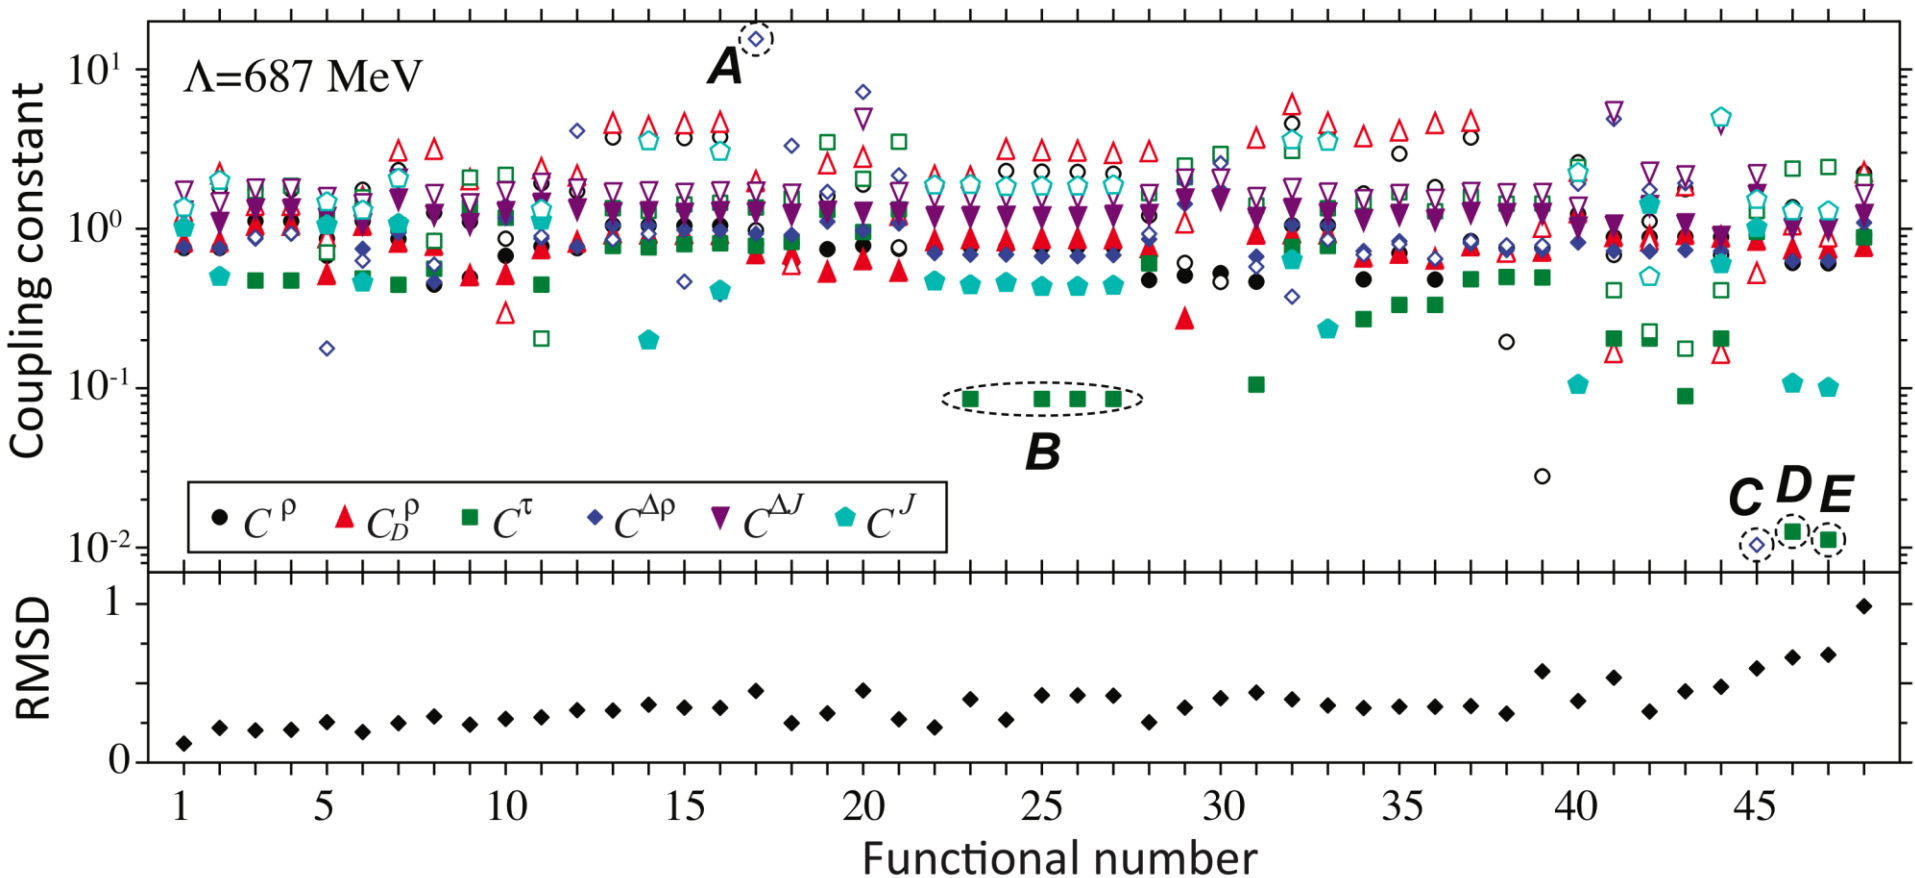 A
Λ=687 MeV
10¹
10⁰
10⁻¹
10⁻²
Coupling constant
B
C D E
C^ρ C_D^ρ C^τ C^Δρ C^ΔJ C^J
RMSD
1
0
1 5 10 15 20 25 30 35 40 45
Functional number